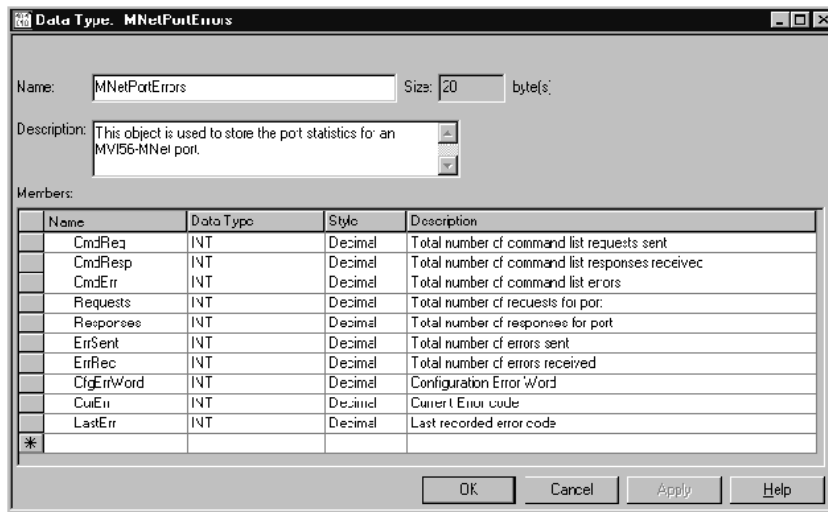 Data Type: MNetPortErrors
Name: MNetPortErrors Size: 20 byte(s)
Description: This object is used to store the port statistics for an
MVI56-MNet port.
Members:
Name Data Type Style Description
CmdReq INT Decimal Total number of command list requests sent
CmdResp INT Decimal Total number of command list responses received
CmdErr INT Decimal Total number of command list errors
Requests INT Decimal Total number of requests for port
Responses INT Decimal Total number of responses for port
ErrSent INT Decimal Total number of errors sent
ErrRec INT Decimal Total number of errors received
CfgErrWord INT Decimal Configuration Error Word
CurErr INT Decimal Current Error code
LastErr INT Decimal Last recorded error code
OK Cancel Apply Help